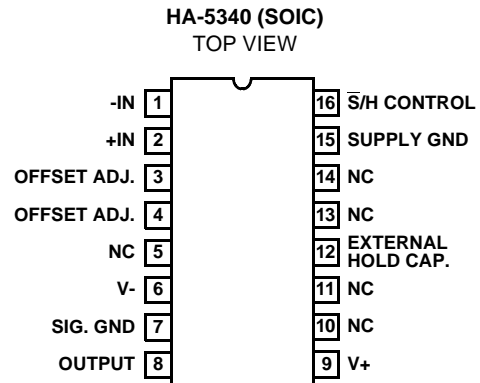 HA-5340 (SOIC)
TOP VIEW
-IN 1
+IN 2
OFFSET ADJ. 3
OFFSET ADJ. 4
NC 5
V- 6
SIG. GND 7
OUTPUT 8
16 S̅/H CONTROL
15 SUPPLY GND
14 NC
13 NC
12 EXTERNAL
HOLD CAP.
11 NC
10 NC
9 V+